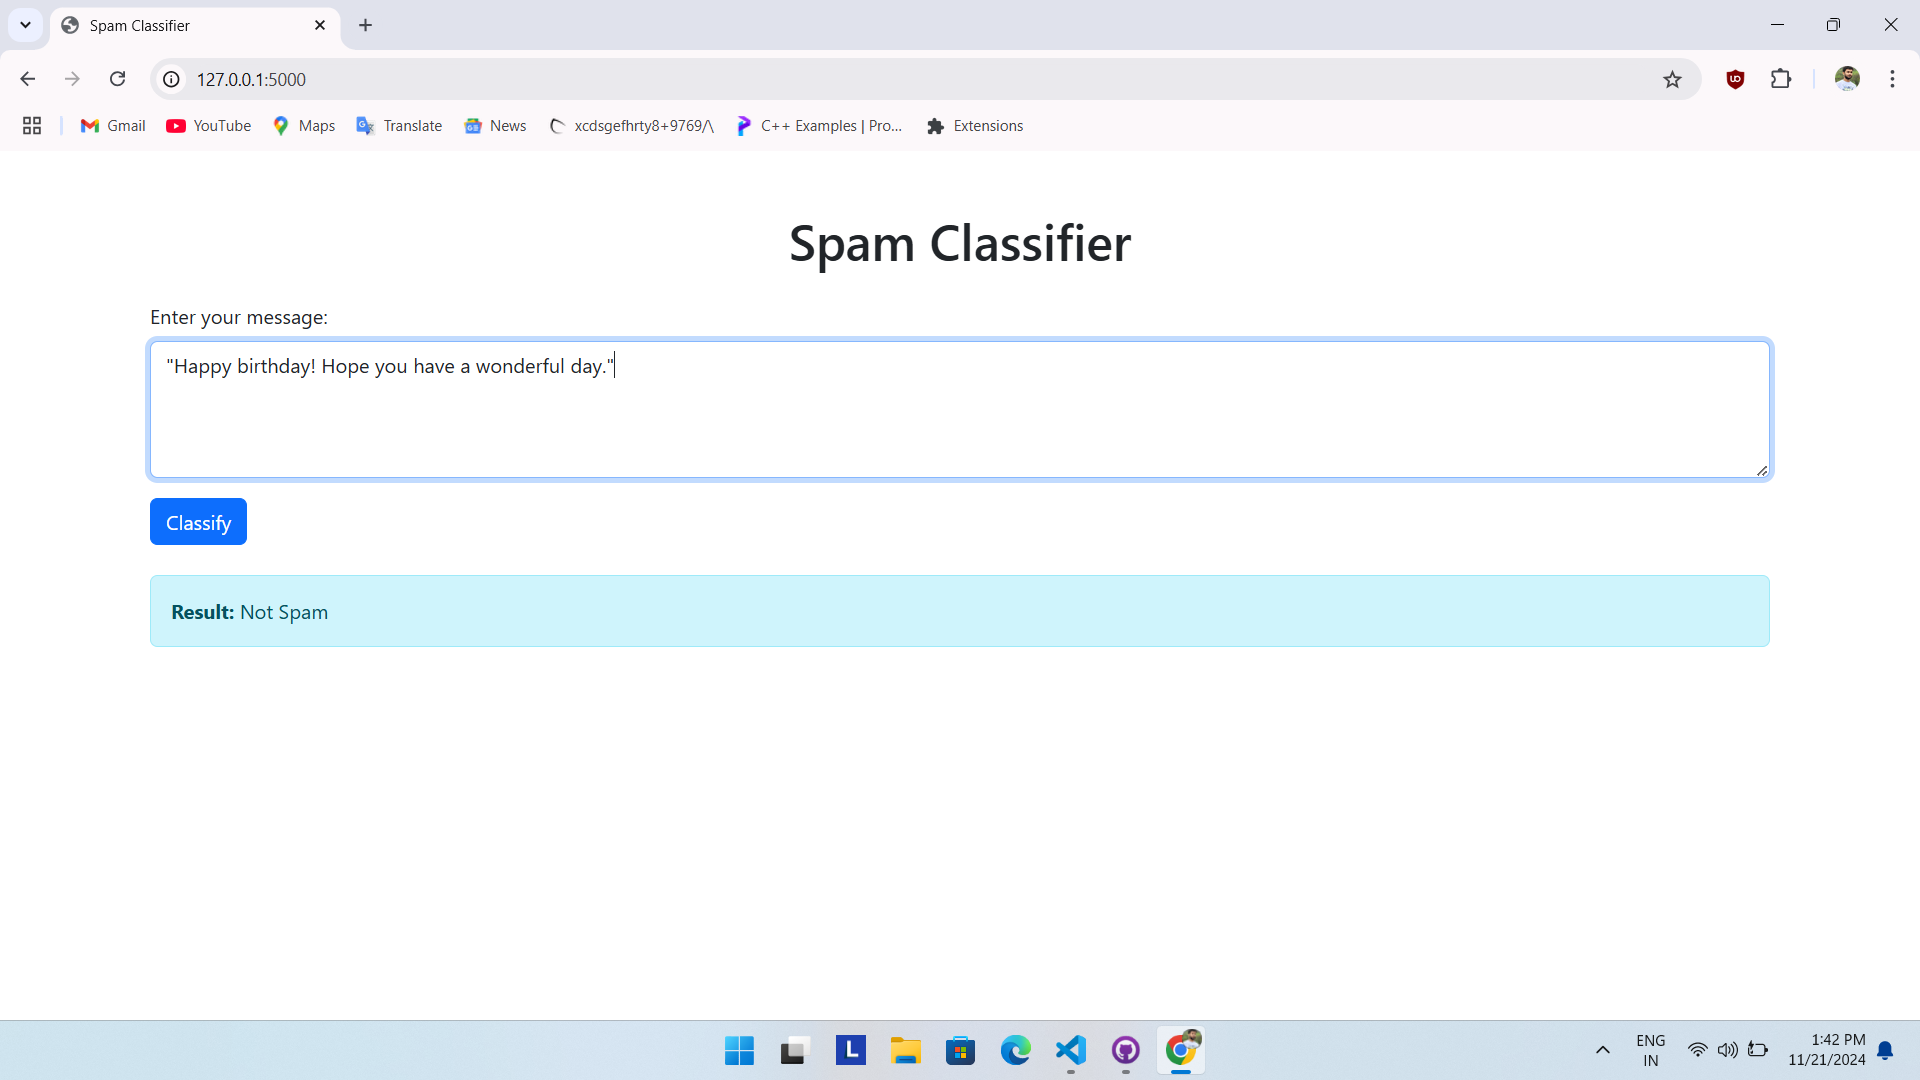 Spam Classifier
127.0.0.1:5000
Gmail YouTube Maps Translate News xcdsgefhrty8+9769/\ C++ Examples | Pro... Extensions
Spam Classifier
Enter your message:
"Happy birthday! Hope you have a wonderful day."
Classify
Result: Not Spam
L
ENG
IN
1:42 PM
11/21/2024